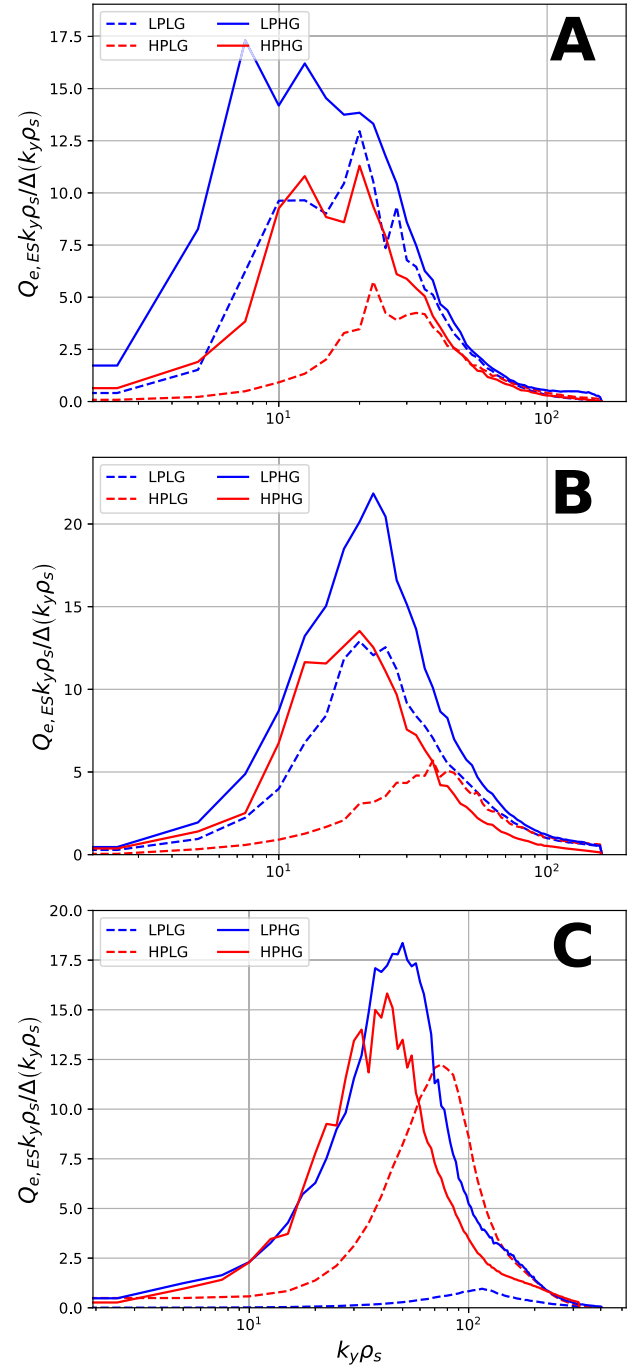 LPLG LPHG
HPLG HPHG
A
17.5
15.0
12.5
10.0
7.5
5.0
2.5
0.0
Q_{e,ES}k_yρ_s/Δ(k_yρ_s)
10^1 10^2
LPLG LPHG
HPLG HPHG
B
20
15
10
5
0
Q_{e,ES}k_yρ_s/Δ(k_yρ_s)
10^1 10^2
20.0
LPLG LPHG
HPLG HPHG
C
17.5
15.0
12.5
10.0
7.5
5.0
2.5
0.0
Q_{e,ES}k_yρ_s/Δ(k_yρ_s)
10^1 10^2
k_yρ_s